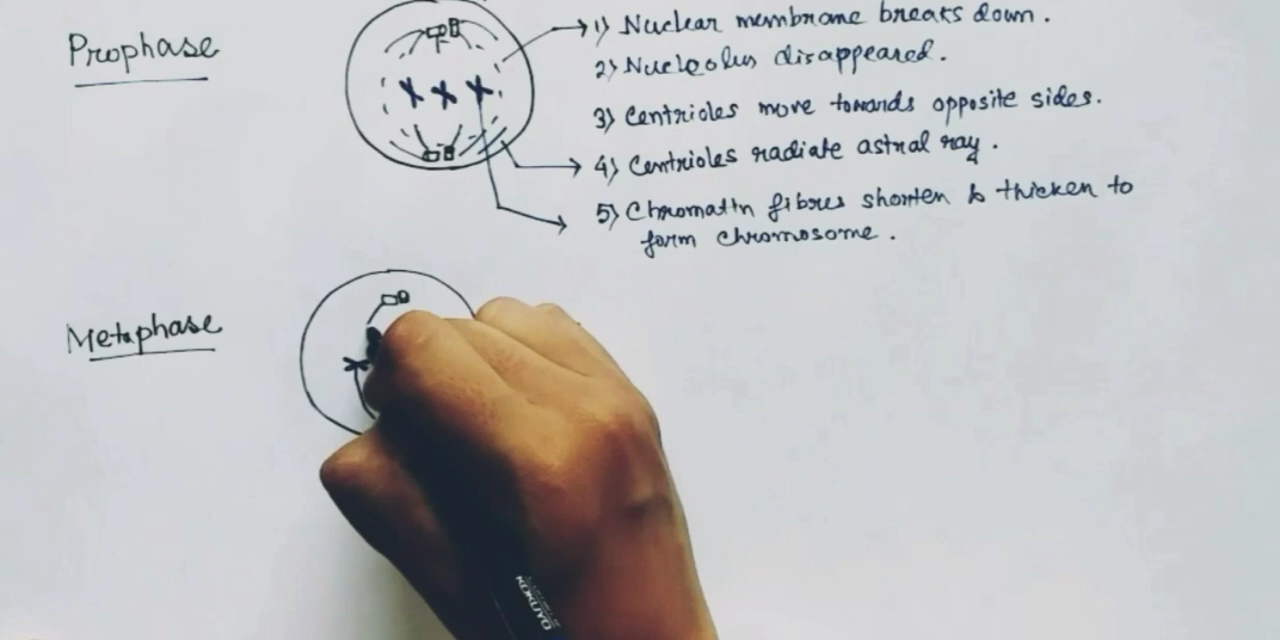 Prophase
1) Nuclear membrane breaks down.
2) Nucleolus disappeared.
3) Centrioles move towards opposite sides.
4) Centrioles radiate astral ray.
5) Chromatin fibres shorten & thicken to
form chromosome.
Metaphase
KOKUYO